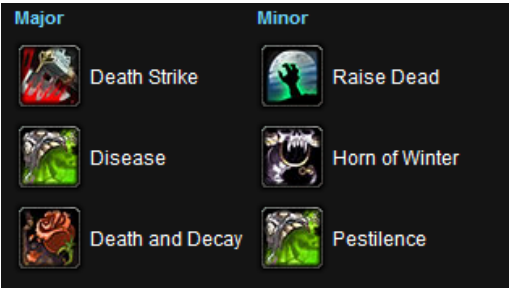 Major Minor
Death Strike Raise Dead
Disease Horn of Winter
Death and Decay Pestilence